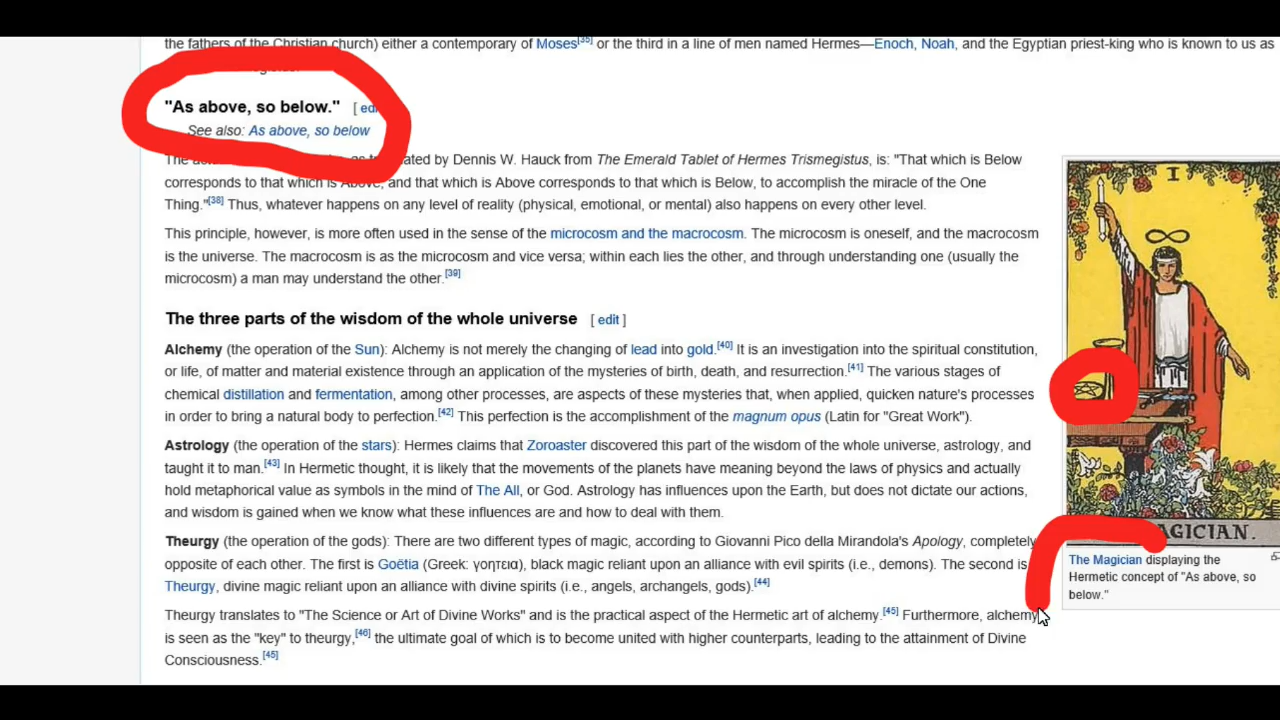 the fathers of the Christian church) either a contemporary of Moses[35] or the third in a line of men named Hermes—Enoch, Noah, and the Egyptian priest-king who is known to us as
"As above, so below." [ edit
See also: As above, so below
The by Dennis W. Hauck from The Emerald Tablet of Hermes Trismegistus, is: "That which is Below
corresponds to that which is Above, and that which is Above corresponds to that which is Below, to accomplish the miracle of the One
Thing."[38] Thus, whatever happens on any level of reality (physical, emotional, or mental) also happens on every other level.
This principle, however, is more often used in the sense of the microcosm and the macrocosm. The microcosm is oneself, and the macrocosm
is the universe. The macrocosm is as the microcosm and vice versa; within each lies the other, and through understanding one (usually the
microcosm) a man may understand the other.[39]
The three parts of the wisdom of the whole universe [ edit ]
Alchemy (the operation of the Sun): Alchemy is not merely the changing of lead into gold.[40] It is an investigation into the spiritual constitution,
or life, of matter and material existence through an application of the mysteries of birth, death, and resurrection.[41] The various stages of
chemical distillation and fermentation, among other processes, are aspects of these mysteries that, when applied, quicken nature's processes
in order to bring a natural body to perfection.[42] This perfection is the accomplishment of the magnum opus (Latin for "Great Work").
Astrology (the operation of the stars): Hermes claims that Zoroaster discovered this part of the wisdom of the whole universe, astrology, and
taught it to man.[43] In Hermetic thought, it is likely that the movements of the planets have meaning beyond the laws of physics and actually
hold metaphorical value as symbols in the mind of The All, or God. Astrology has influences upon the Earth, but does not dictate our actions,
and wisdom is gained when we know what these influences are and how to deal with them.
Theurgy (the operation of the gods): There are two different types of magic, according to Giovanni Pico della Mirandola's Apology, completely
opposite of each other. The first is Goëtia (Greek: γοητεια), black magic reliant upon an alliance with evil spirits (i.e., demons). The second is
Theurgy, divine magic reliant upon an alliance with divine spirits (i.e., angels, archangels, gods).[44]
Theurgy translates to "The Science or Art of Divine Works" and is the practical aspect of the Hermetic art of alchemy.[45] Furthermore, alchemy
is seen as the "key" to theurgy,[46] the ultimate goal of which is to become united with higher counterparts, leading to the attainment of Divine
Consciousness.[45]
I
AGICIAN.
The Magician displaying the
Hermetic concept of "As above, so
below."